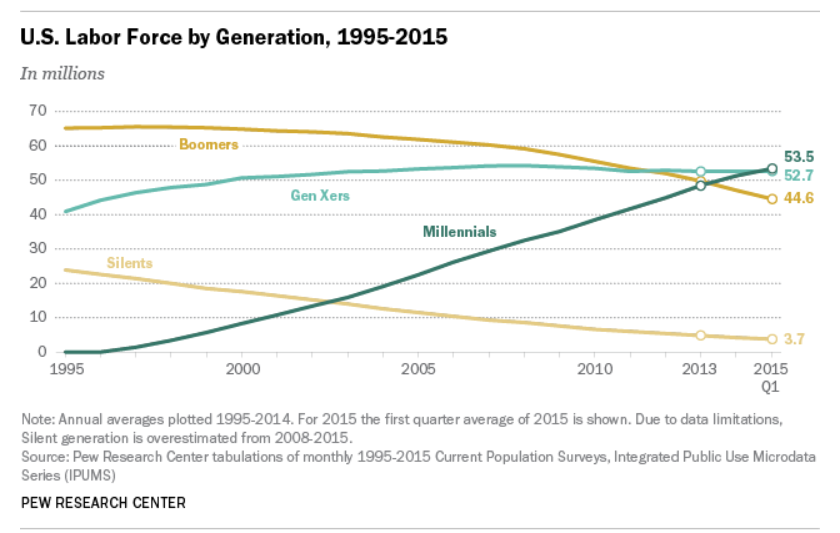 U.S. Labor Force by Generation, 1995-2015
In millions
70
60
50
40
30
20
10
0
Boomers
Gen Xers
Millennials
Silents
53.5
52.7
44.6
3.7
1995
2000
2005
2010
2013
2015
Q1
Note: Annual averages plotted 1995-2014. For 2015 the first quarter average of 2015 is shown. Due to data limitations,
Silent generation is overestimated from 2008-2015.
Source: Pew Research Center tabulations of monthly 1995-2015 Current Population Surveys, Integrated Public Use Microdata
Series (IPUMS)
PEW RESEARCH CENTER